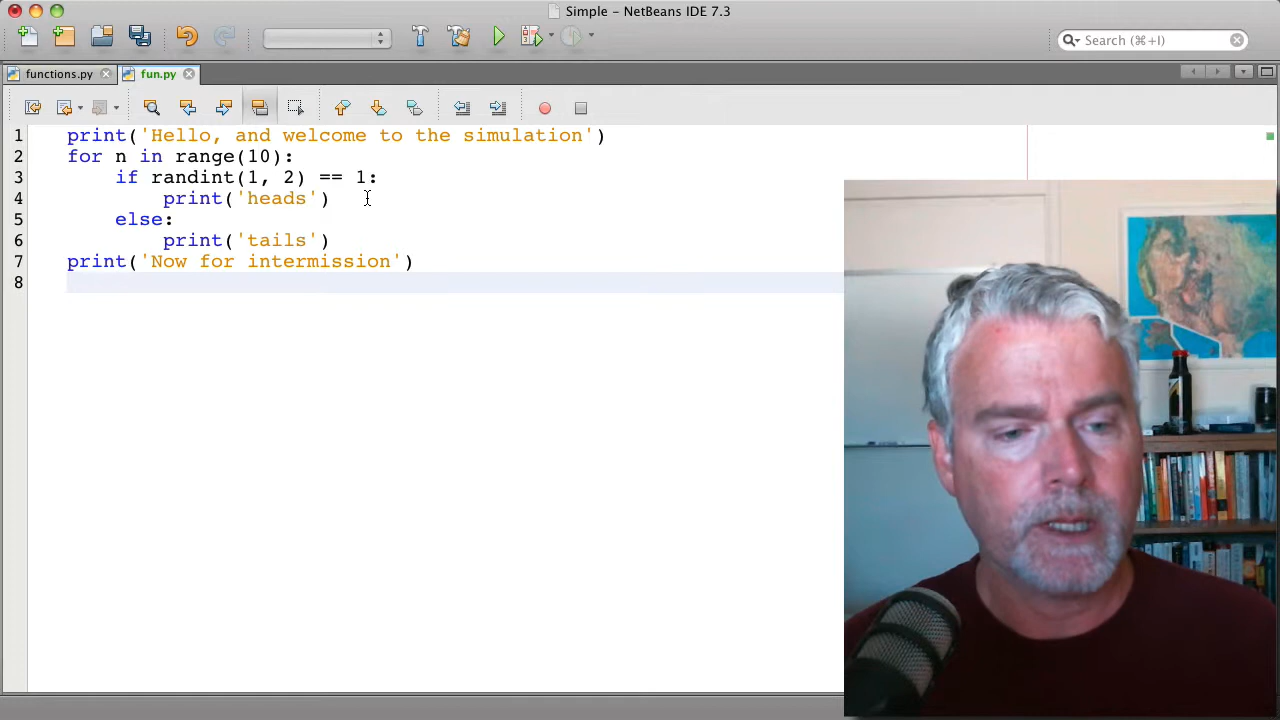 Simple - NetBeans IDE 7.3
Search (⌘+I)
functions.py
fun.py
1 print('Hello, and welcome to the simulation')
2 for n in range(10):
3     if randint(1, 2) == 1:
4         print('heads')
5     else:
6         print('tails')
7 print('Now for intermission')
8